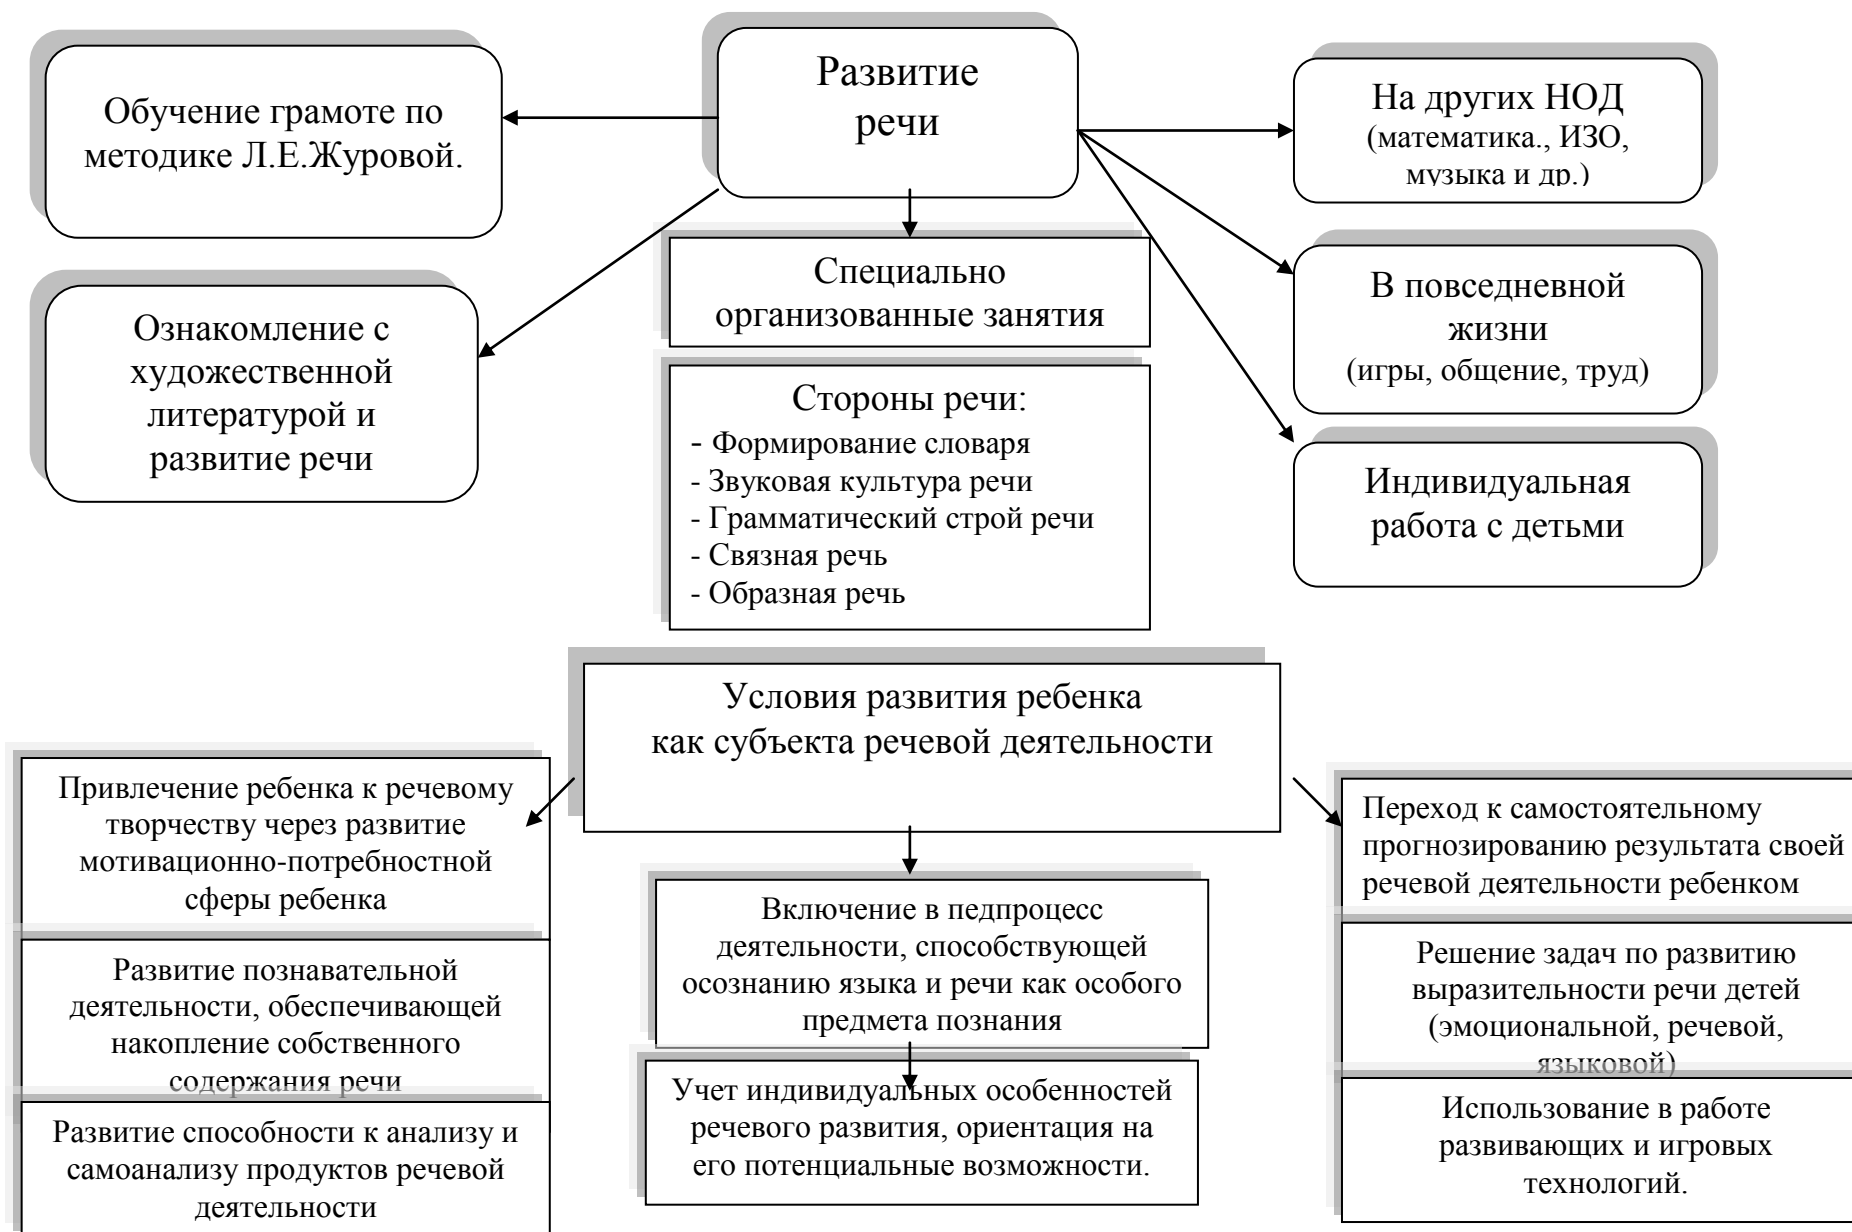 Развитие
речи
Обучение грамоте по
методике Л.Е.Журовой.
На других НОД
(математика., ИЗО,
музыка и др.)
Специально
организованные занятия
В повседневной
жизни
(игры, общение, труд)
Ознакомление с
художественной
литературой и
развитие речи
Стороны речи:
- Формирование словаря
- Звуковая культура речи
- Грамматический строй речи
- Связная речь
- Образная речь
Индивидуальная
работа с детьми
Условия развития ребенка
как субъекта речевой деятельности
Привлечение ребенка к речевому
творчеству через развитие
мотивационно-потребностной
сферы ребенка
Развитие познавательной
деятельности, обеспечивающей
накопление собственного
содержания речи
Развитие способности к анализу и
самоанализу продуктов речевой
деятельности
Включение в педпроцесс
деятельности, способствующей
осознанию языка и речи как особого
предмета познания
Учет индивидуальных особенностей
речевого развития, ориентация на
его потенциальные возможности.
Переход к самостоятельному
прогнозированию результата своей
речевой деятельности ребенком
Решение задач по развитию
выразительности речи детей
(эмоциональной, речевой,
языковой)
Использование в работе
развивающих и игровых
технологий.